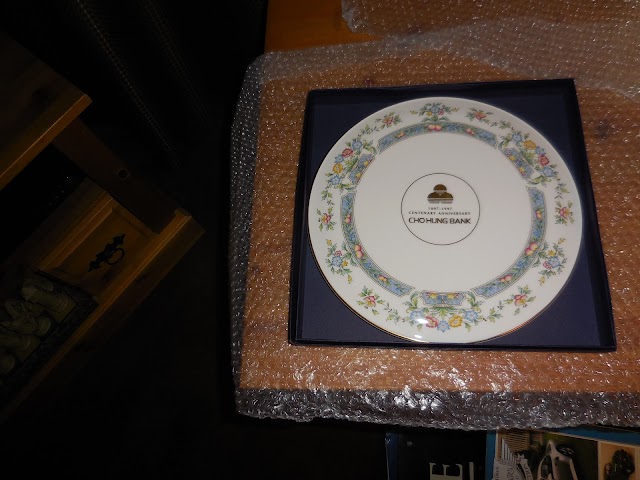 1897-1997
CENTENARY ANNIVERSARY
CHO HUNG BANK
E